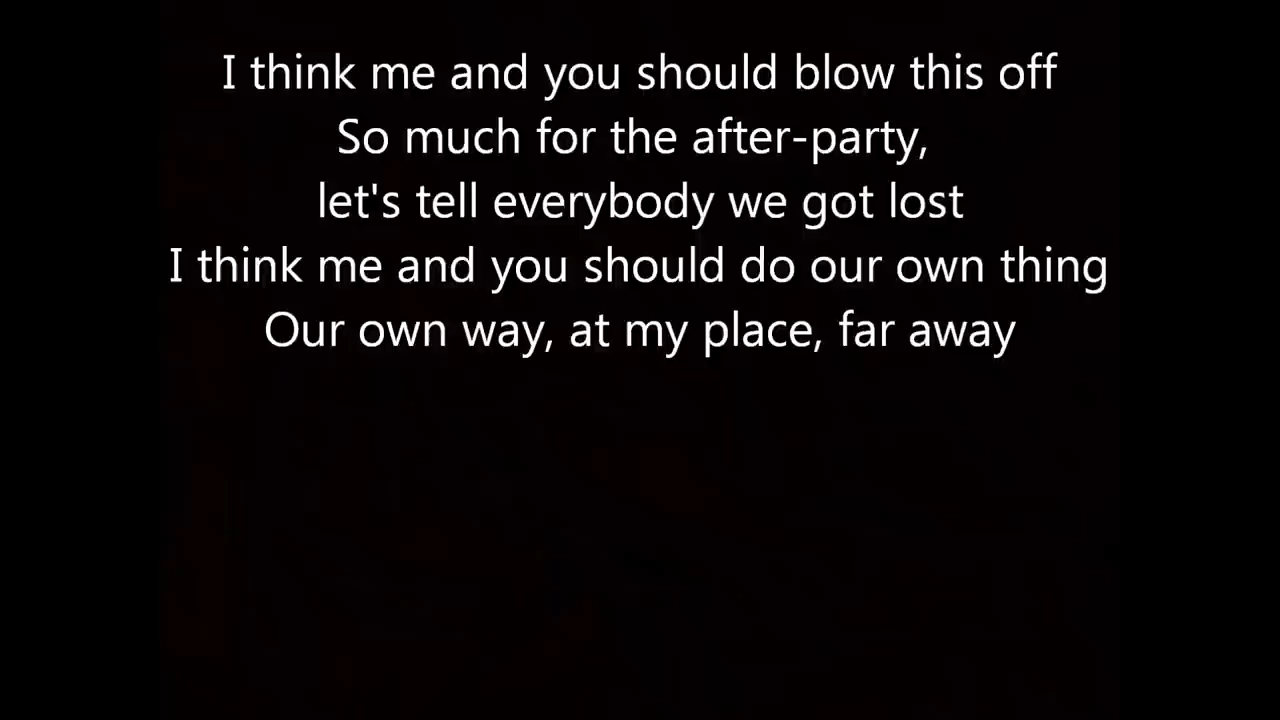 I think me and you should blow this off
So much for the after-party,
let's tell everybody we got lost
I think me and you should do our own thing
Our own way, at my place, far away